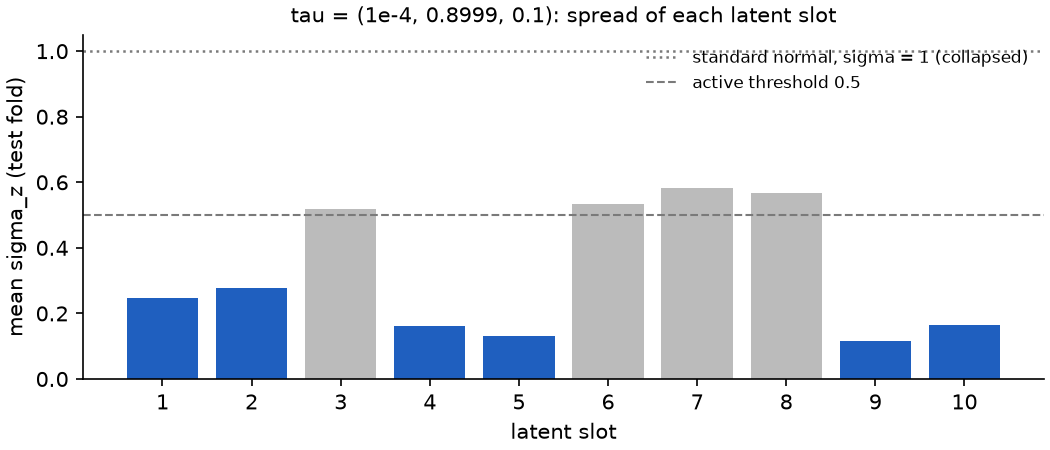 tau = (1e-4, 0.8999, 0.1): spread of each latent slot
standard normal, sigma = 1 (collapsed)
active threshold 0.5
mean sigma_z (test fold)
1.0
0.8
0.6
0.4
0.2
0.0
1 2 3 4 5 6 7 8 9 10
latent slot